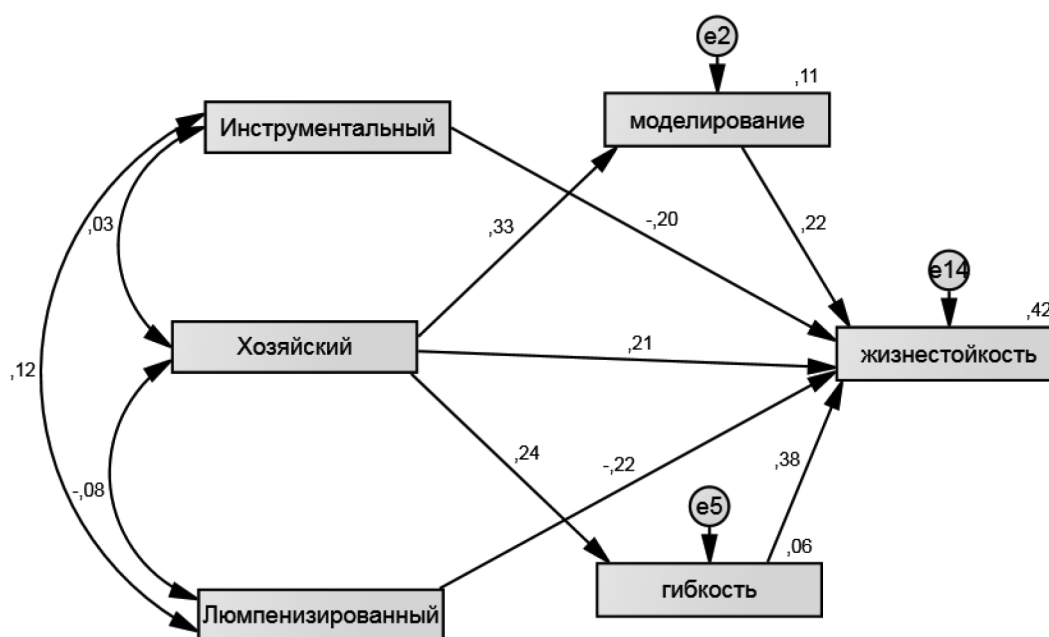 e2
,11
Инструментальный
моделирование
,03
,33
-,20
,22
e14
,42
Хозяйский
,21
жизнестойкость
,12
,24
-,22
,38
-,08
e5
,06
гибкость
Люмпенизированный